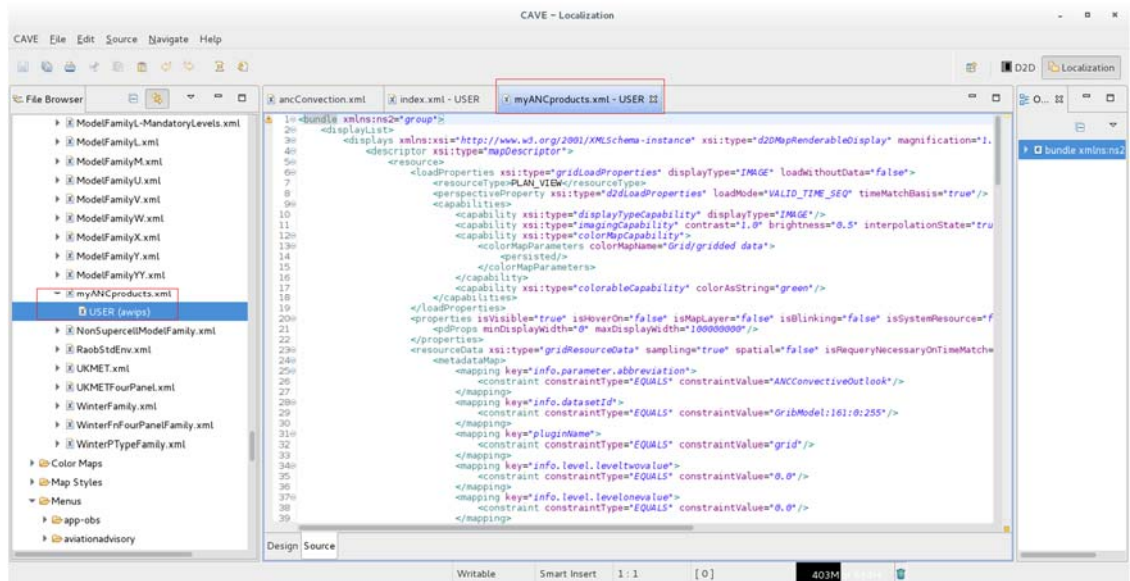 CAVE - Localization
CAVE File Edit Source Navigate Help
D2D Localization
File Browser
ModelFamilyL-MandatoryLevels.xml
ModelFamilyL.xml
ModelFamilyM.xml
ModelFamilyU.xml
ModelFamilyV.xml
ModelFamilyW.xml
ModelFamilyX.xml
ModelFamilyY.xml
ModelFamilyYY.xml
myANCproducts.xml
USER (awips)
NonSupercellModelFamily.xml
RaobStdEnv.xml
UKMET.xml
UKMETFourPanel.xml
WinterFamily.xml
WinterFnFourPanelFamily.xml
WinterPTypeFamily.xml
Color Maps
Map Styles
Menus
app-obs
aviationadvisory
ancConvection.xml index.xml - USER myANCproducts.xml - USER
1 <bundle xmlns:ns2="group">
2 <displayList>
3 <displays xmlns:xsi="http://www.w3.org/2001/XMLSchema-instance" xsi:type="d2DMapRenderableDisplay" magnification="1.
4 <descriptor xsi:type="mapDescriptor">
5 <resource>
6 <loadProperties xsi:type="gridLoadProperties" displayType="IMAGE" loadWithoutData="false">
7 <resourceType>PLAN_VIEW</resourceType>
8 <perspectiveProperty xsi:type="d2dLoadProperties" loadMode="VALID_TIME_SEQ" timeMatchBasis="true"/>
9 <capabilities>
10 <capability xsi:type="displayTypeCapability" displayType="IMAGE"/>
11 <capability xsi:type="imagingCapability" contrast="1.0" brightness="0.5" interpolationState="tru
12 <capability xsi:type="colorMapCapability">
13 <colorMapParameters colorMapName="Grid/gridded data">
14 <persisted/>
15 </colorMapParameters>
16 </capability>
17 <capability xsi:type="colorableCapability" colorAsString="green"/>
18 </capabilities>
19 </loadProperties>
20 <properties isVisible="true" isHoverOn="false" isMapLayer="false" isBlinking="false" isSystemResource="f
21 <pdProps minDisplayWidth="0" maxDisplayWidth="100000000"/>
22 </properties>
23 <resourceData xsi:type="gridResourceData" sampling="true" spatial="false" isRequeryNecessaryOnTimeMatch=
24 <metadataMap>
25 <mapping key="info.parameter.abbreviation">
26 <constraint constraintType="EQUALS" constraintValue="ANCConvectiveOutlook"/>
27 </mapping>
28 <mapping key="info.datasetId">
29 <constraint constraintType="EQUALS" constraintValue="GribModel:161:0:255"/>
30 </mapping>
31 <mapping key="pluginName">
32 <constraint constraintType="EQUALS" constraintValue="grid"/>
33 </mapping>
34 <mapping key="info.level.leveltwovalue">
35 <constraint constraintType="EQUALS" constraintValue="0.0"/>
36 </mapping>
37 <mapping key="info.level.levelonevalue">
38 <constraint constraintType="EQUALS" constraintValue="0.0"/>
39 </mapping>
Design Source
O...
bundle xmlns:ns2
Writable Smart Insert 1 : 1 [ 0 ] 403M